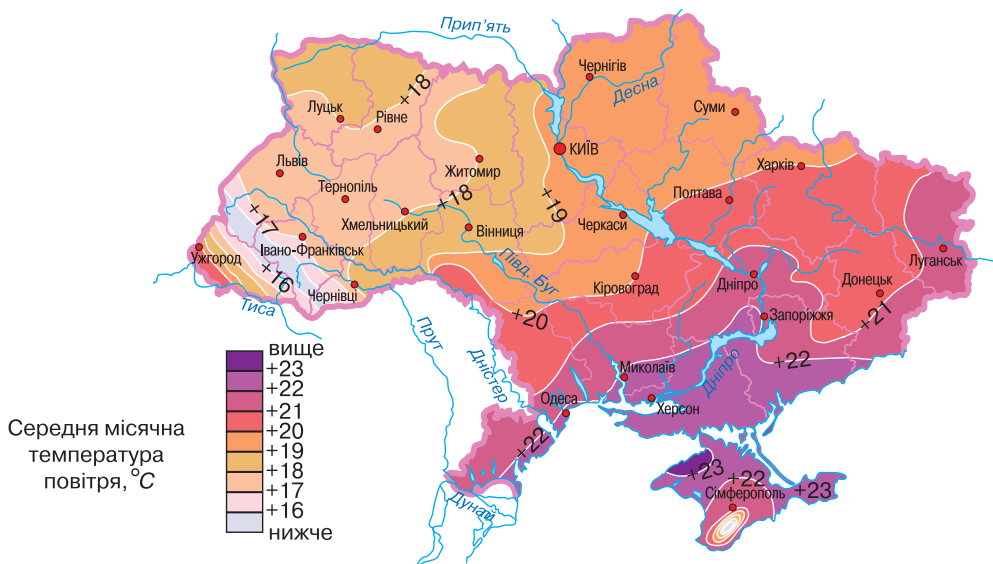 Прип’ять
Чернігів
Десна
+18
Луцьк
Рівне
Суми
КИЇВ
Львів
Житомир
Харків
Тернопіль
+18
+19
Полтава
+17
Хмельницький
Вінниця
Черкаси
Ужгород
Івано-Франківськ
Луганськ
+16
Півд. Буг
Чернівці
Кіровоград
Дніпро
Донецьк
Тиса
+20
Запоріжжя
+21
Прут
Дністер
+22
Дніпро
Миколаїв
Одеса
Херсон
+22
+23
+22
+23
Сімферополь
Дунай
вище
+23
+22
+21
+20
+19
+18
+17
+16
нижче
Середня місячна
температура
повітря, °С